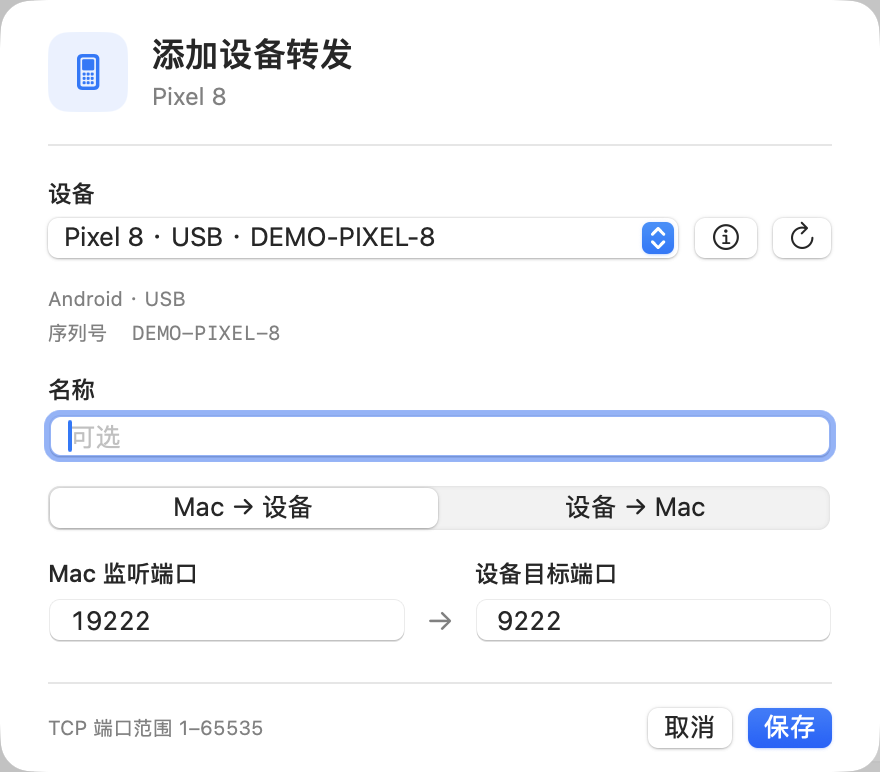 添加设备转发
Pixel 8
设备
Pixel 8 · USB · DEMO-PIXEL-8
Android · USB
序列号 DEMO-PIXEL-8
名称
可选
Mac → 设备 设备 → Mac
Mac 监听端口 设备目标端口
19222 → 9222
TCP 端口范围 1–65535 取消 保存